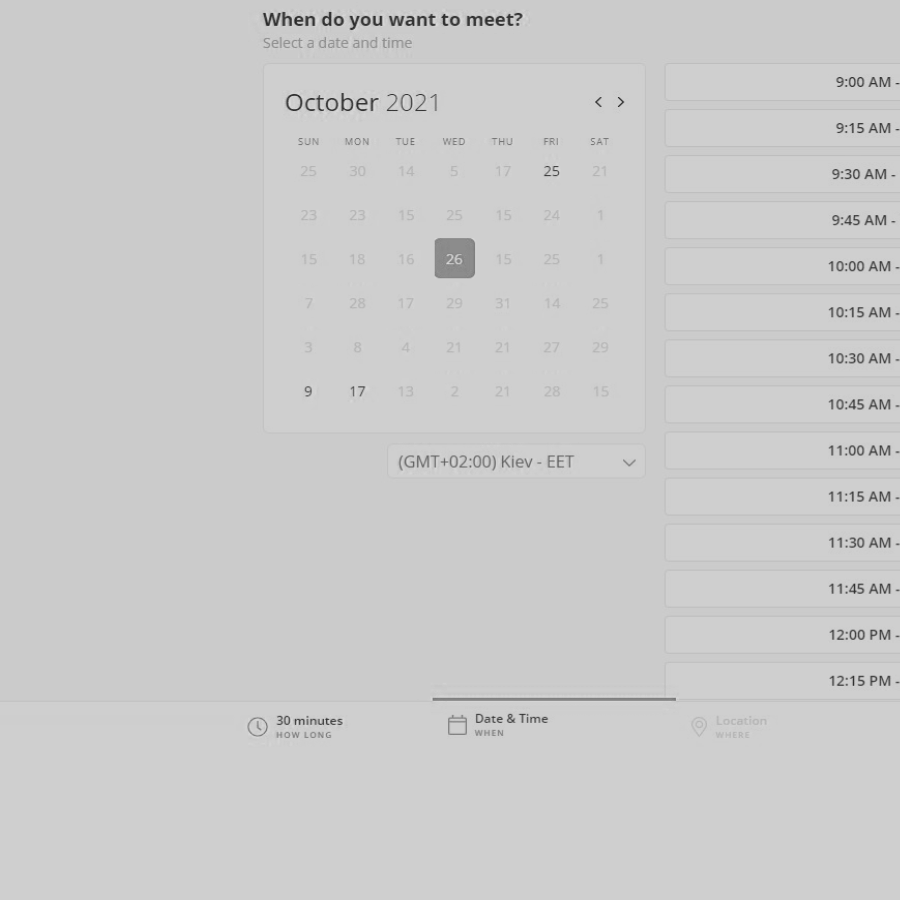 When do you want to meet?
Select a date and time
October 2021
SUN MON TUE WED THU FRI SAT
25 30 14 5 17 25 21
23 23 15 25 15 24 1
15 18 16 26 15 25 1
7 28 17 29 31 14 25
3 8 4 21 21 27 29
9 17 13 2 21 28 15
(GMT+02:00) Kiev - EET
9:00 AM -
9:15 AM -
9:30 AM -
9:45 AM -
10:00 AM -
10:15 AM -
10:30 AM -
10:45 AM -
11:00 AM -
11:15 AM -
11:30 AM -
11:45 AM -
12:00 PM -
12:15 PM -
30 minutes
HOW LONG
Date & Time
WHEN
Location
WHERE